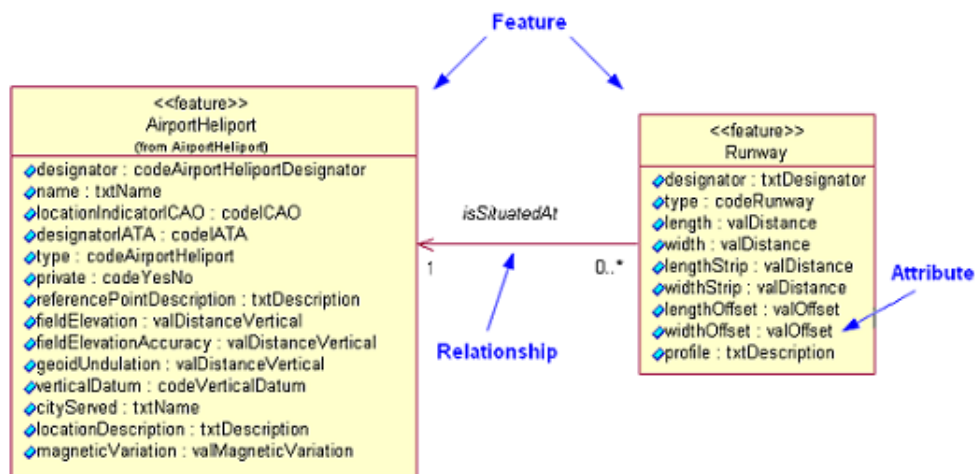 Feature
<<feature>>
AirportHeliport
(from AirportHeliport)
designator : codeAirportHeliportDesignator
name : txtName
locationIndicatorICAO : codeICAO
designatorIATA : codeIATA
type : codeAirportHeliport
private : codeYesNo
referencePointDescription : txtDescription
fieldElevation : valDistanceVertical
fieldElevationAccuracy : valDistanceVertical
geoidUndulation : valDistanceVertical
verticalDatum : codeVerticalDatum
cityServed : txtName
locationDescription : txtDescription
magneticVariation : valMagneticVariation
isSituatedAt
1
0..*
Relationship
<<feature>>
Runway
designator : txtDesignator
type : codeRunway
length : valDistance
width : valDistance
lengthStrip : valDistance
widthStrip : valDistance
lengthOffset : valOffset
widthOffset : valOffset
profile : txtDescription
Attribute